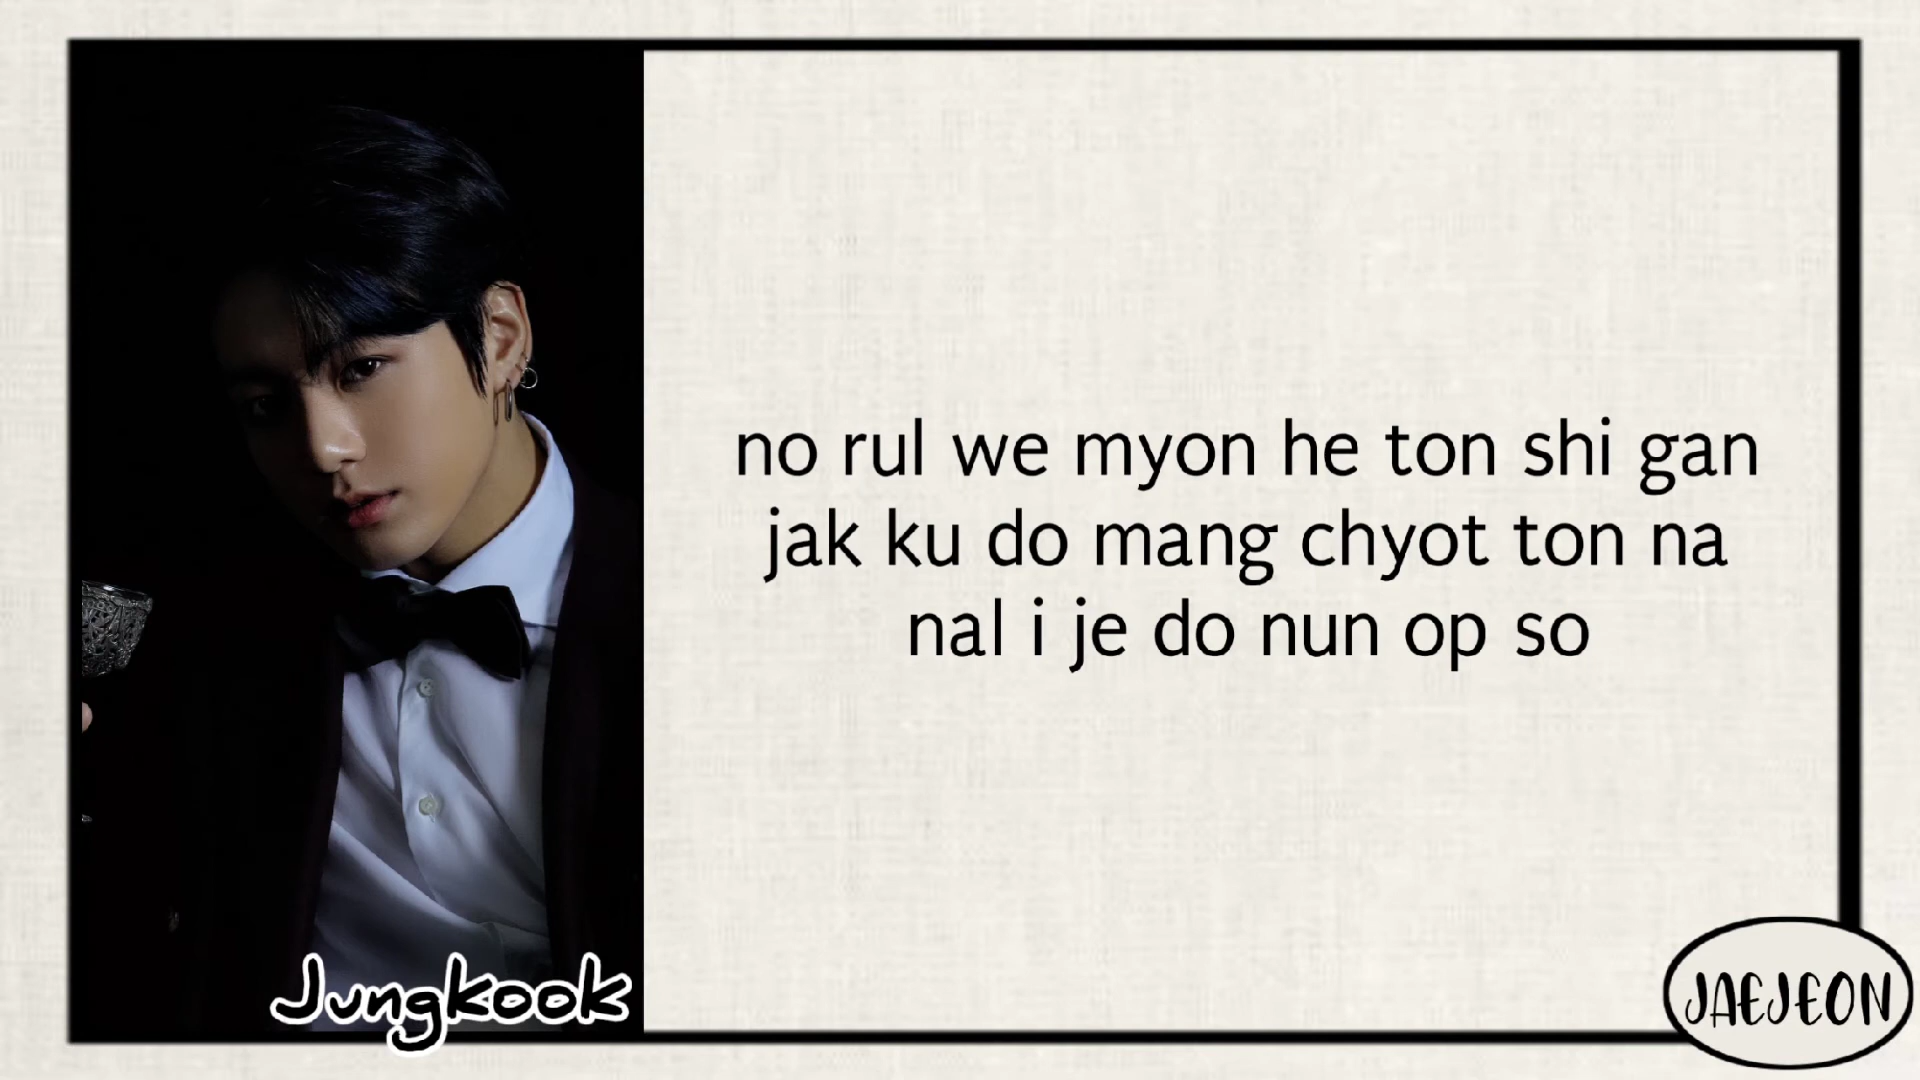 no rul we myon he ton shi gan
jak ku do mang chyot ton na
nal i je do nun op so
Jungkook
JAEJEON